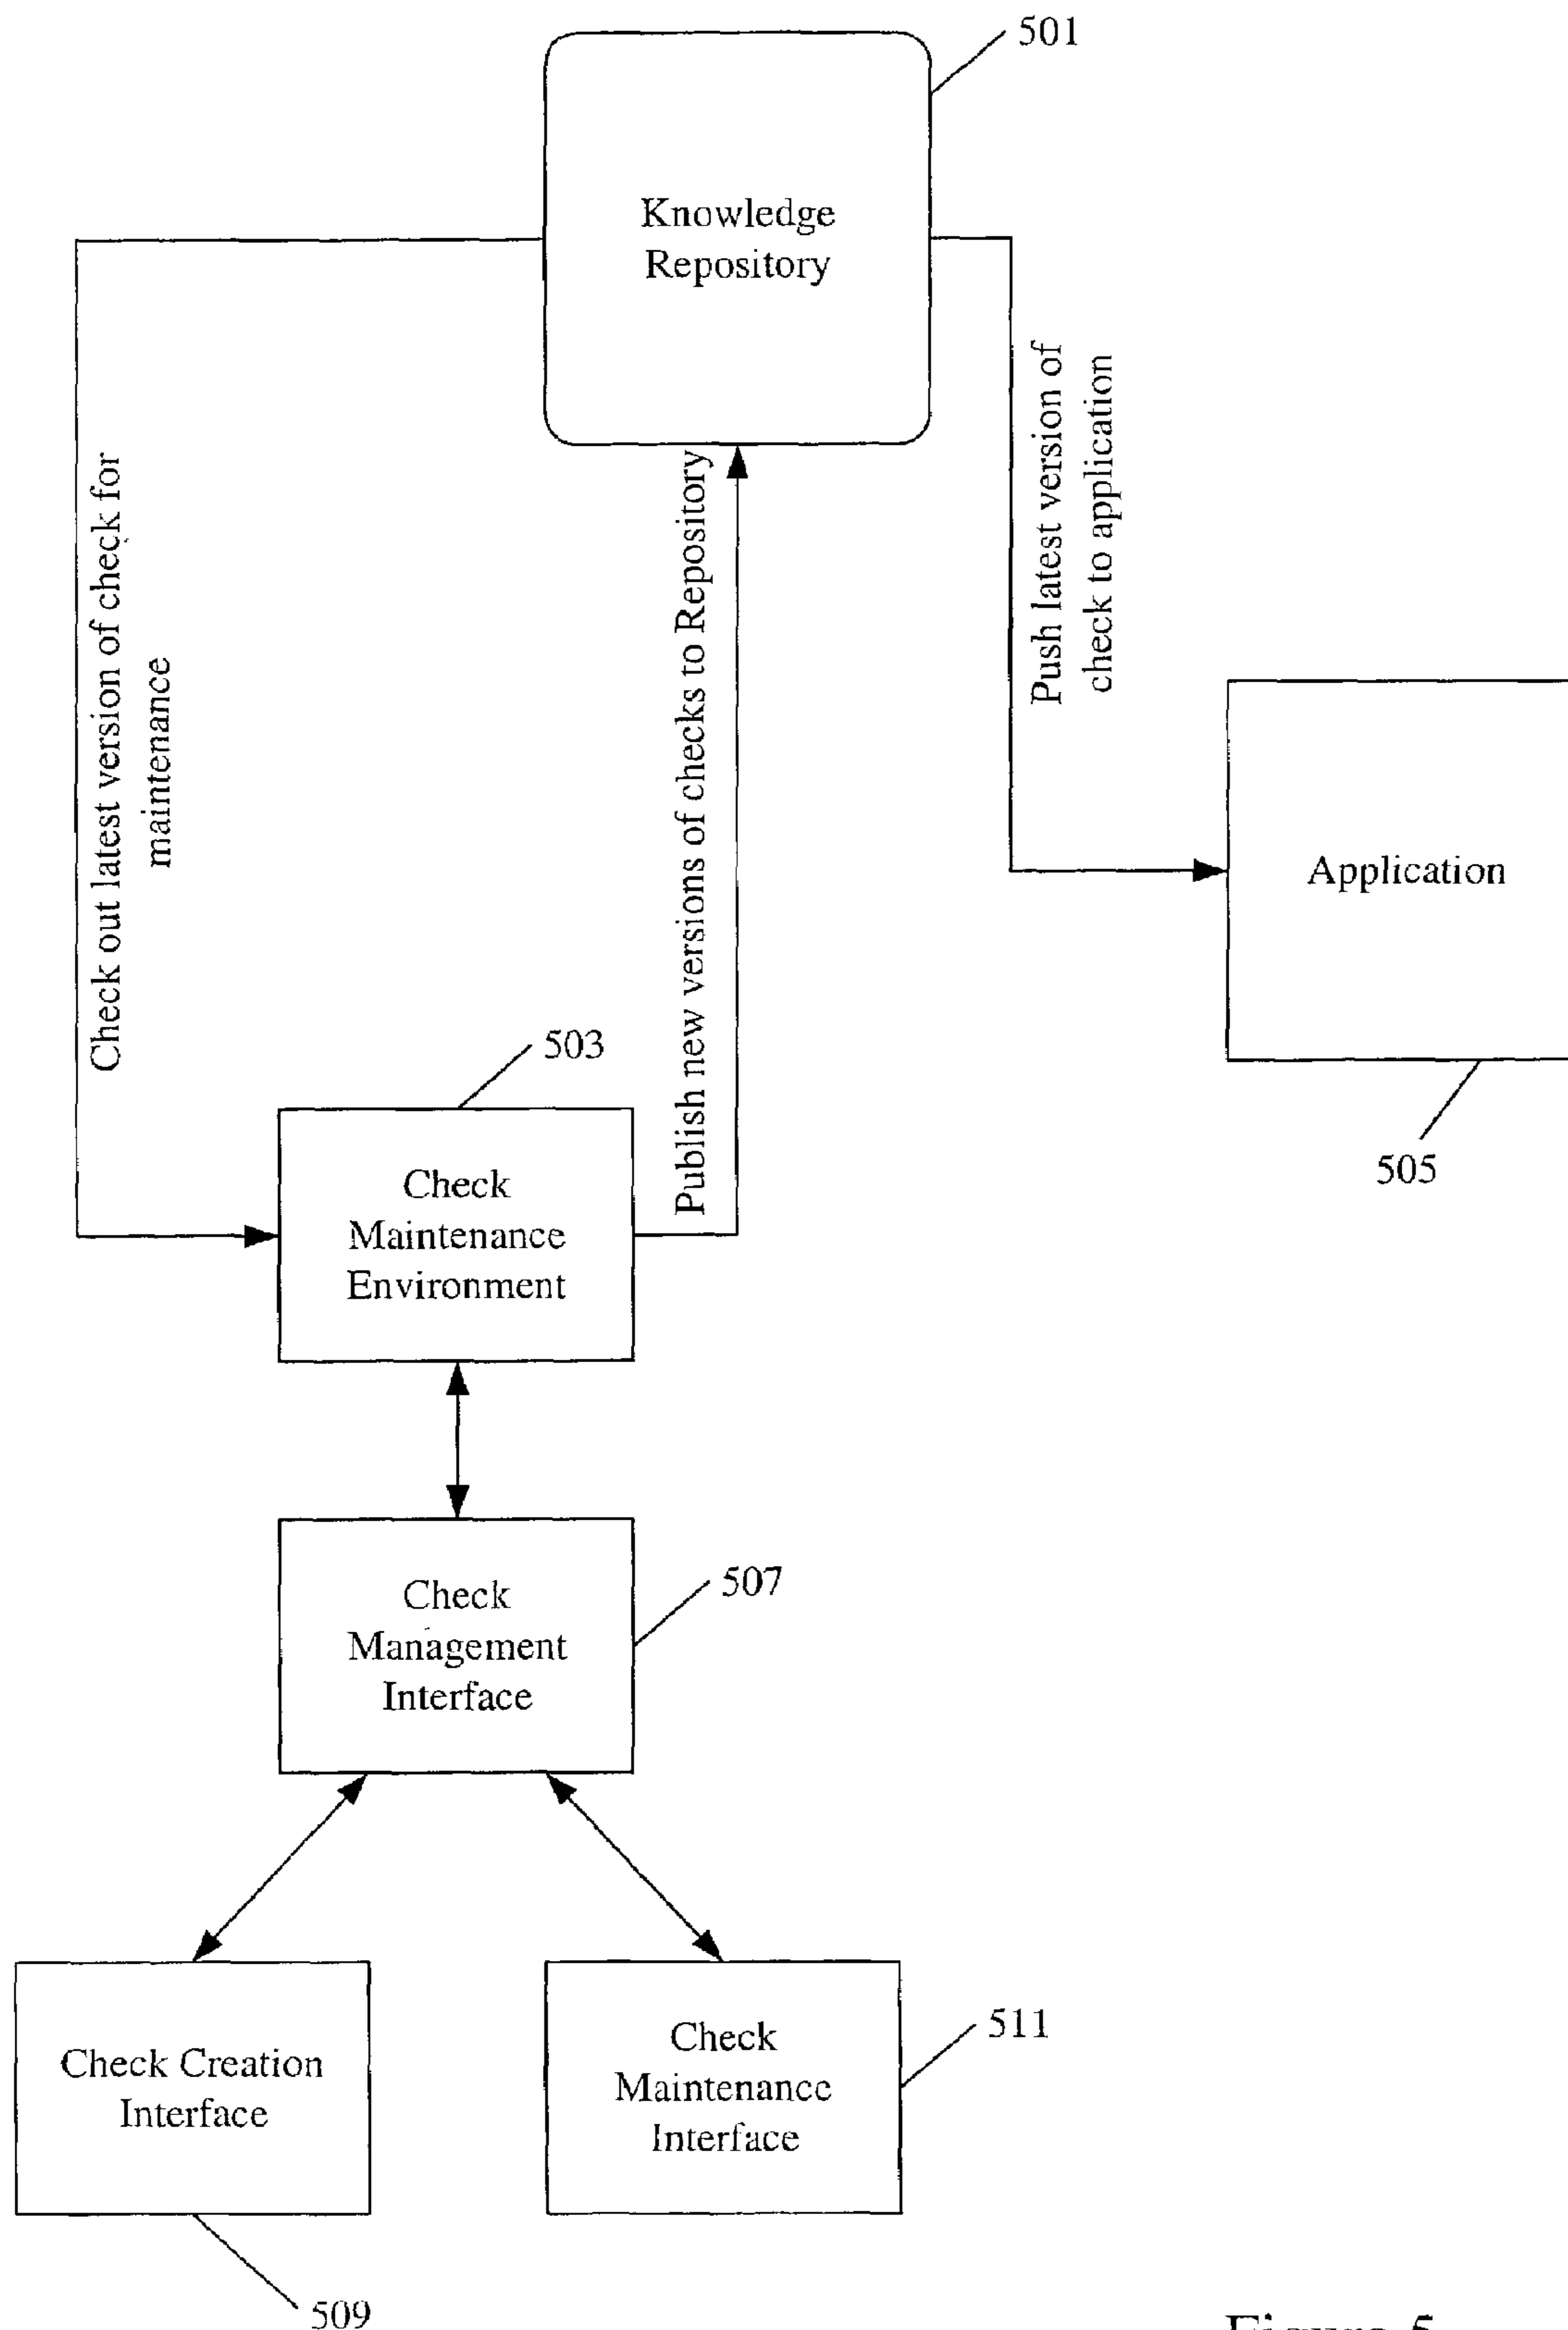 501
Knowledge
Repository
Check out latest version of check for
maintenance
Publish new versions of checks to Repository
Push latest version of
check to application
Application
505
503
Check
Maintenance
Environment
507
Check
Management
Interface
Check Creation
Interface
509
Check
Maintenance
Interface
511
Figure 5